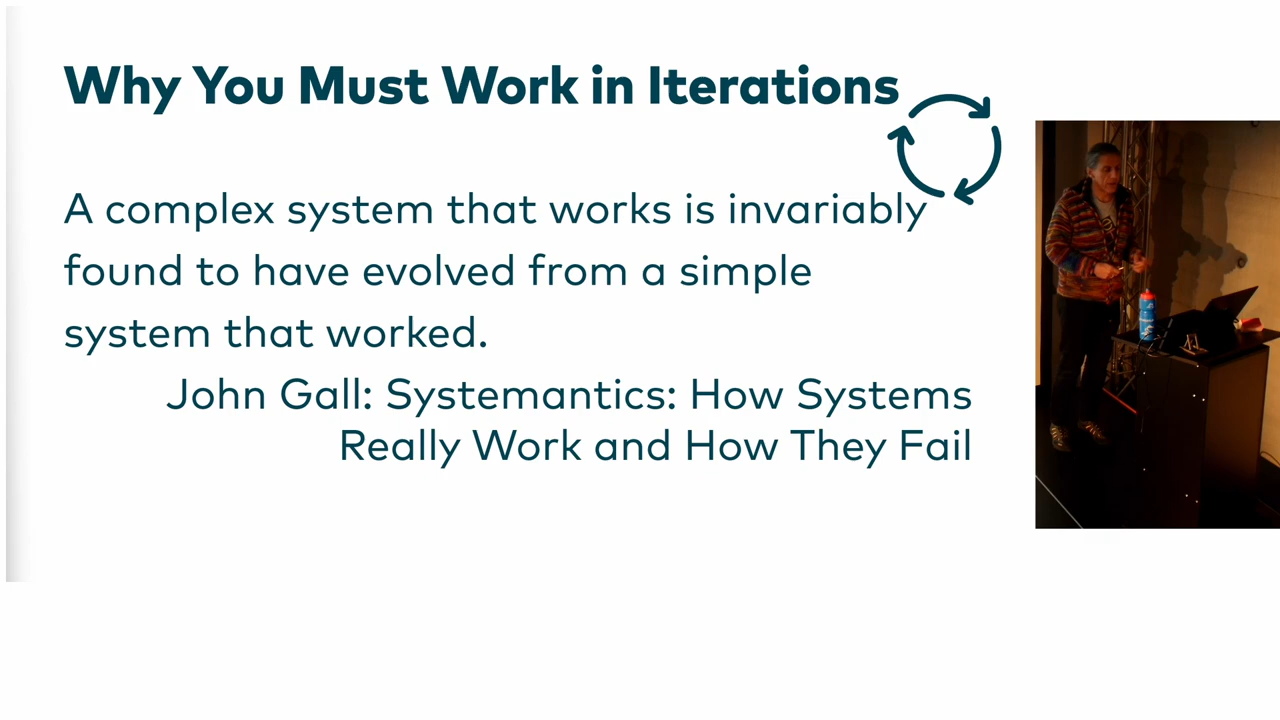 Why You Must Work in Iterations
A complex system that works is invariably
found to have evolved from a simple
system that worked.
John Gall: Systemantics: How Systems
Really Work and How They Fail